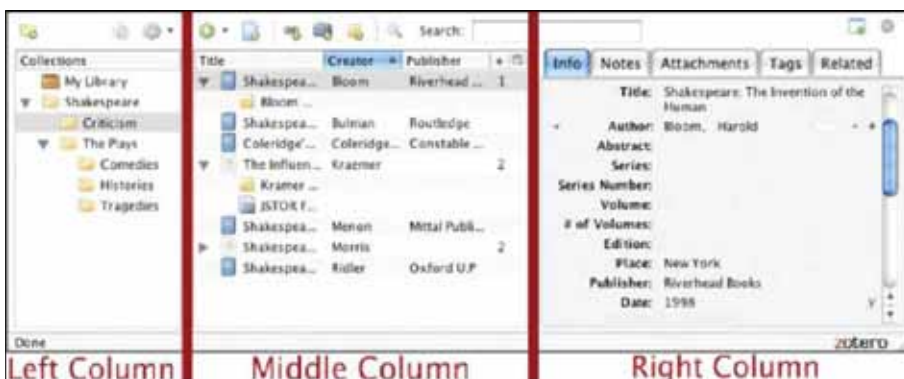 Search:
Collections
My Library
Shakespeare
Criticism
The Plays
Comedies
Histories
Tragedies
Title Creator Publisher +
Shakespea... Bloom Riverhead ... 1
Bloom ...
Shakespea... Bulman Routledge
Coleridge'... Coleridge... Constable ...
The Influen... Kraemer 2
Kramer ...
JSTOR F...
Shakespea... Menon Mittal Publi...
Shakespea... Morris 2
Shakespea... Ridler Oxford U.P
Info Notes Attachments Tags Related
Title: Shakespeare: The Invention of the
Human
Author: Bloom, Harold - +
Abstract:
Series:
Series Number:
Volume:
# of Volumes:
Edition:
Place: New York
Publisher: Riverhead Books
Date: 1998 y
Done
zotero
Left Column Middle Column Right Column